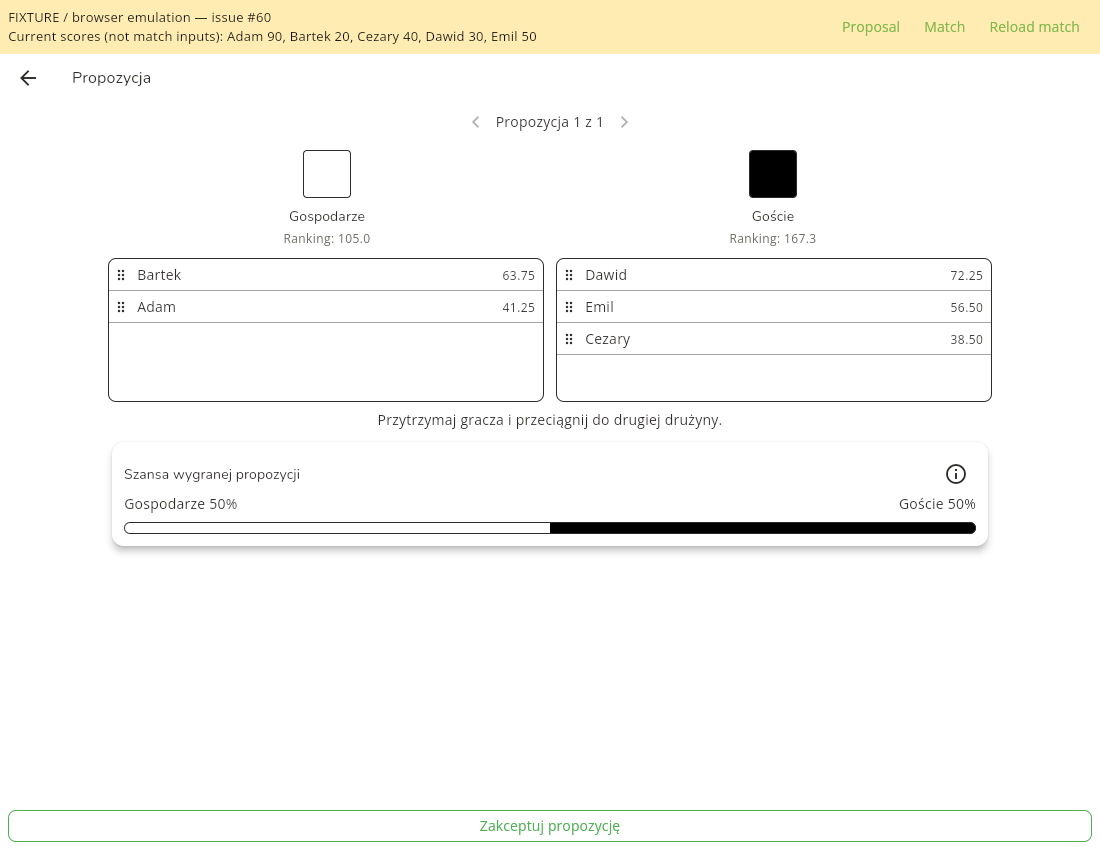 FIXTURE / browser emulation — issue #60
Current scores (not match inputs): Adam 90, Bartek 20, Cezary 40, Dawid 30, Emil 50
Proposal
Match
Reload match
Propozycja
Propozycja 1 z 1
Gospodarze
Ranking: 105.0
Bartek 63.75
Adam 41.25
Goście
Ranking: 167.3
Dawid 72.25
Emil 56.50
Cezary 38.50
Przytrzymaj gracza i przeciągnij do drugiej drużyny.
Szansa wygranej propozycji
Gospodarze 50%
Goście 50%
Zakceptuj propozycję